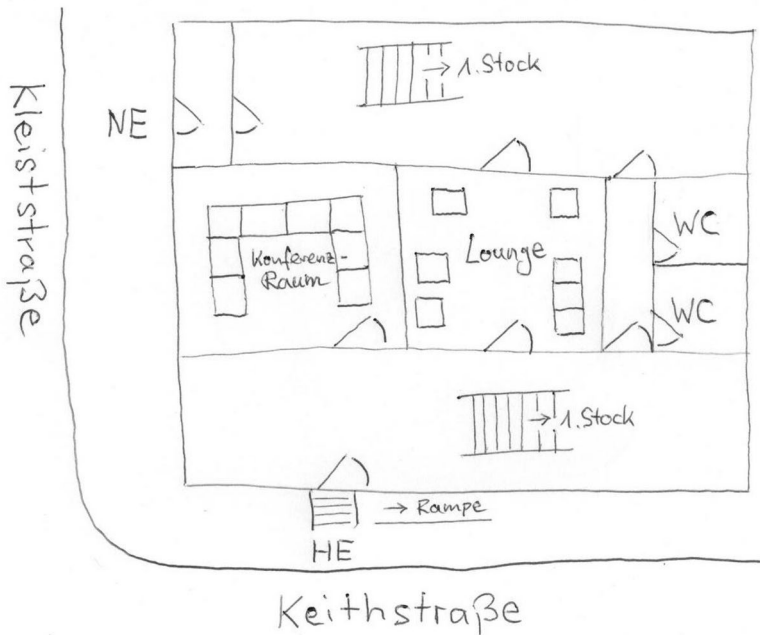 → 1.Stock
NE
Kleiststraße
Konferenz-
Raum
Lounge
WC
WC
→ 1.Stock
→ Rampe
HE
Keithstraße